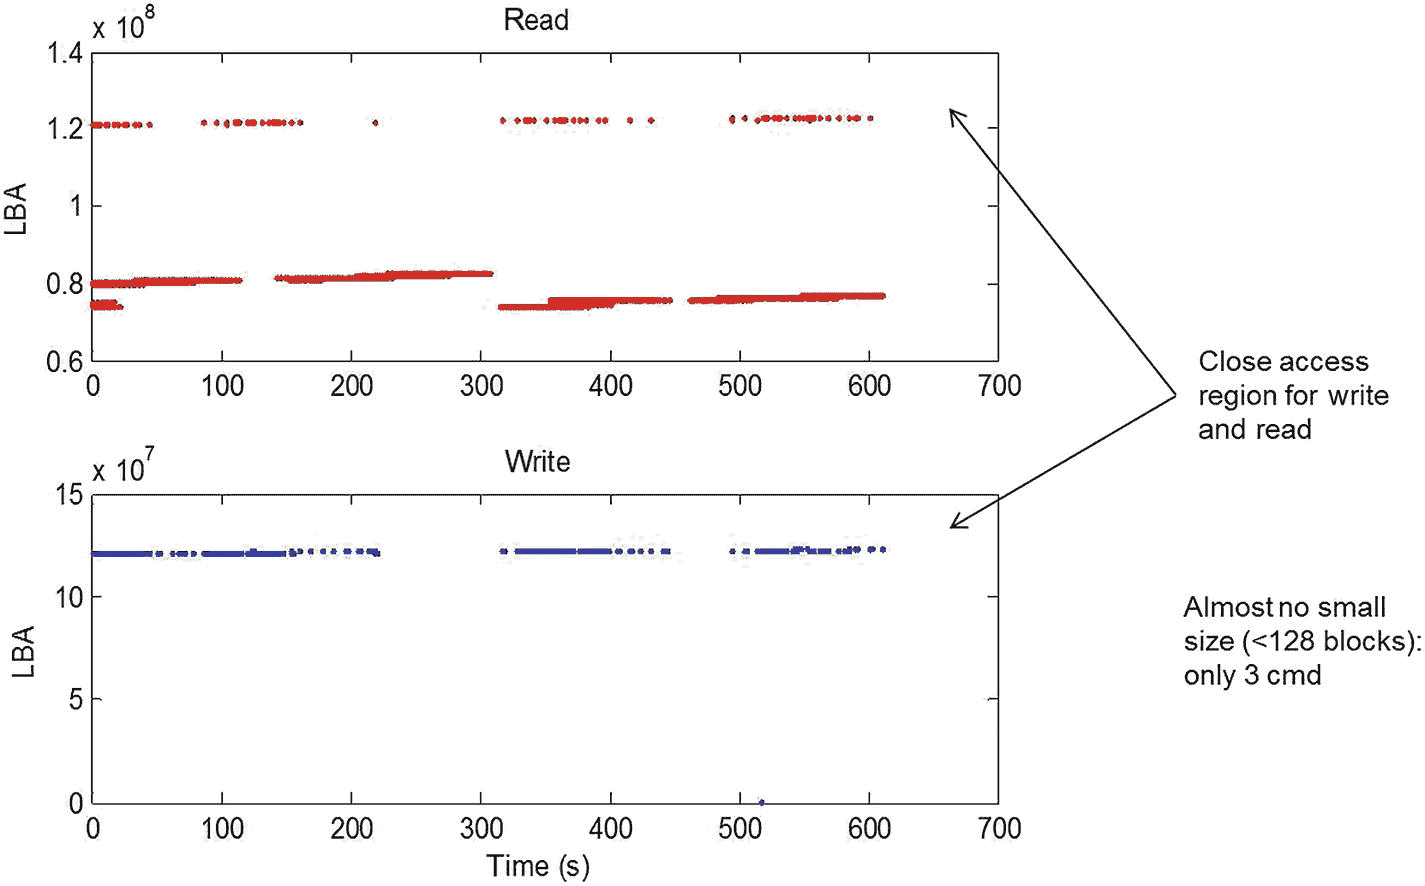 Read
x 10^8
1.4
1.2
1
0.8
0.6
LBA
0 100 200 300 400 500 600 700
Write
x 10^7
15
10
5
0
LBA
0 100 200 300 400 500 600 700
Time (s)
Close access
region for write
and read
Almost no small
size (<128 blocks):
only 3 cmd